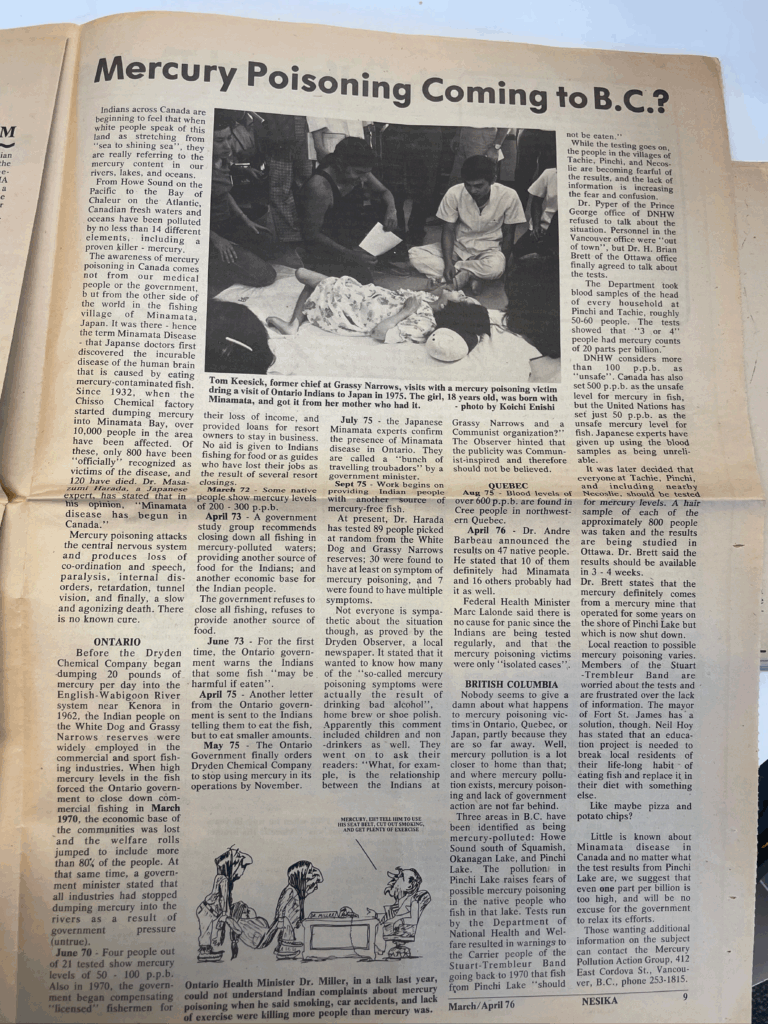 Mercury Poisoning Coming to B.C.?
Indians across Canada are
beginning to feel that when
white people speak of this
land as stretching from
"sea to shining sea", they
are really referring to the
mercury content in our
rivers, lakes, and oceans.
From Howe Sound on the
Pacific to the Bay of
Chaleur on the Atlantic,
Canadian fresh waters and
oceans have been polluted
by no less than 14 different
elements, including a
proven killer - mercury.
The awareness of mercury
poisoning in Canada comes
not from our medical
people or the government,
but from the other side of
the world in the fishing
village of Minamata,
Japan. It was there - hence
the term Minamata Disease
- that Japanse doctors first
discovered the incurable
disease of the human brain
that is caused by eating
mercury-contaminated fish.
Since 1932, when the
Chisso Chemical factory
started dumping mercury
into Minamata Bay, over
10,000 people in the area
have been affected. Of
these, only 800 have been
"officially" recognized as
victims of the disease, and
120 have died. Dr. Masa-
zumi Harada, a Japanese
expert, has stated that in
his opinion, "Minamata
disease has begun in
Canada."
Mercury poisoning attacks
the central nervous system
and produces loss of
co-ordination and speech,
paralysis, internal dis-
orders, retardation, tunnel
vision, and finally, a slow
and agonizing death. There
is no known cure.
ONTARIO
Before the Dryden
Chemical Company began
dumping 20 pounds of
mercury per day into the
English-Wabigoon River
system near Kenora in
1962, the Indian people on
the White Dog and Grassy
Narrows reserves were
widely employed in the
commercial and sport fish-
ing industries. When high
mercury levels in the fish
forced the Ontario govern-
ment to close down com-
mercial fishing in March
1970, the economic base of
the communities was lost
and the welfare rolls
jumped to include more
than 80% of the people. At
that same time, a govern-
ment minister stated that
all industries had stopped
dumping mercury into the
rivers as a result of
government pressure
(untrue).
June 70 - Four people out
of 21 tested show mercury
levels of 50 - 100 p.p.b.
Also in 1970, the govern-
ment began compensating
"licensed" fishermen for
Tom Keesick, former chief at Grassy Narrows, visits with a mercury poisoning victim
dring a visit of Ontario Indians to Japan in 1975. The girl, 18 years old, was born with
Minamata, and got it from her mother who had it. - photo by Koichi Enishi
their loss of income, and
provided loans for resort
owners to stay in business.
No aid is given to Indians
fishing for food or as guides
who have lost their jobs as
the result of several resort
closings.
March 72 - Some native
people show mercury levels
of 200 - 300 p.p.b.
April 73 - A government
study group recommends
closing down all fishing in
mercury-polluted waters;
providing another source of
food for the Indians; and
another economic base for
the Indian people.
The government refuses to
close all fishing, refuses to
provide another source of
food.
June 73 - For the first
time, the Ontario govern-
ment warns the Indians
that some fish "may be
harmful if eaten".
April 75 - Another letter
from the Ontario govern-
ment is sent to the Indians
telling them to eat the fish,
but to eat smaller amounts.
May 75 - The Ontario
Government finally orders
Dryden Chemical Company
to stop using mercury in its
operations by November.
July 75 - the Japanese
Minamata experts confirm
the presence of Minamata
disease in Ontario. They
are called a "bunch of
travelling troubadors" by a
government minister.
Sept 75 - Work begins on
providing Indian people
with another source of
mercury-free fish.
At present, Dr. Harada
has tested 89 people picked
at random from the White
Dog and Grassy Narrows
reserves; 30 were found to
have at least on symptom of
mercury poisoning, and 7
were found to have multiple
symptoms.
Not everyone is sympa-
thetic about the situation
though, as proved by the
Dryden Observer, a local
newspaper. It stated that it
wanted to know how many
of the "so-called mercury
poisoning symptoms were
actually the result of
drinking bad alcohol",
home brew or shoe polish.
Apparently this comment
included children and non
-drinkers as well. They
went on to ask their
readers: "What, for exam-
ple, is the relationship
between the Indians at
MERCURY, EH? TELL HIM TO USE
HIS SEAT BELT, CUT OUT SMOKING,
AND GET PLENTY OF EXERCISE
Ontario Health Minister Dr. Miller, in a talk last year,
could not understand Indian complaints about mercury
poisoning when he said smoking, car accidents, and lack
of exercise were killing more people than mercury was.
Grassy Narrows and a
Communist organization?"
The Observer hinted that
the publicity was Commun-
ist-inspired and therefore
should not be believed.
QUEBEC
Aug 75 - Blood levels of
over 600 p.p.b. are found in
Cree people in northwest-
ern Quebec.
April 76 - Dr. Andre
Barbeau announced the
results on 47 native people.
He stated that 10 of them
definitely had Minamata
and 16 others probably had
it as well.
Federal Health Minister
Marc Lalonde said there is
no cause for panic since the
Indians are being tested
regularly, and that the
mercury poisoning victims
were only "isolated cases".
BRITISH COLUMBIA
Nobody seems to give a
damn about what happens
to mercury poisoning vic-
tims in Ontario, Quebec, or
Japan, partly because they
are so far away. Well,
mercury pollution is a lot
closer to home than that;
and where mercury pollu-
tion exists, mercury poison-
ing and lack of government
action are not far behind.
Three areas in B.C. have
been identified as being
mercury-polluted: Howe
Sound south of Squamish,
Okanagan Lake, and Pinchi
Lake. The pollution in
Pinchi Lake raises fears of
possible mercury poisoning
in the native people who
fish in that lake. Tests run
by the Department of
National Health and Wel-
fare resulted in warnings to
the Carrier people of the
Stuart-Trembleur Band
going back to 1970 that fish
from Pinchi Lake "should
not be eaten."
While the testing goes on,
the people in the villages of
Tachie, Pinchi, and Necos-
lie are becoming fearful of
the results, and the lack of
information is increasing
the fear and confusion.
Dr. Pyper of the Prince
George office of DNHW
refused to talk about the
situation. Personnel in the
Vancouver office were "out
of town", but Dr. H. Brian
Brett of the Ottawa office
finally agreed to talk about
the tests.
The Department took
blood samples of the head
of every household at
Pinchi and Tachie, roughly
50-60 people. The tests
showed that "3 or 4"
people had mercury counts
of 20 parts per billion."
DNHW considers more
than 100 p.p.b. as
"unsafe". Canada has also
set 500 p.p.b. as the unsafe
level for mercury in fish,
but the United Nations has
set just 50 p.p.b. as the
unsafe mercury level for
fish. Japanese experts have
given up using the blood
samples as being unreli-
able.
It was later decided that
everyone at Tachie, Pinchi,
and including nearby
Necoslie, should be tested
for mercury levels. A hair
sample of each of the
approximately 800 people
was taken and the results
are being studied in
Ottawa. Dr. Brett said the
results should be available
in 3 - 4 weeks.
Dr. Brett states that the
mercury definitely comes
from a mercury mine that
operated for some years on
the shore of Pinchi Lake but
which is now shut down.
Local reaction to possible
mercury poisoning varies.
Members of the Stuart
-Trembleur Band are
worried about the tests and
are frustrated over the lack
of information. The mayor
of Fort St. James has a
solution, though. Neil Hoy
has stated that an educa-
tion project is needed to
break local residents of
their life-long habit of
eating fish and replace it in
their diet with something
else.
Like maybe pizza and
potato chips?
Little is known about
Minamata disease in
Canada and no matter what
the test results from Pinchi
Lake are, we suggest that
even one part per billion is
too high, and will be no
excuse for the government
to relax its efforts.
Those wanting additional
information on the subject
can contact the Mercury
Pollution Action Group, 412
East Cordova St., Vancou-
ver, B.C., phone 253-1815.
March/April 76 NESIKA 9